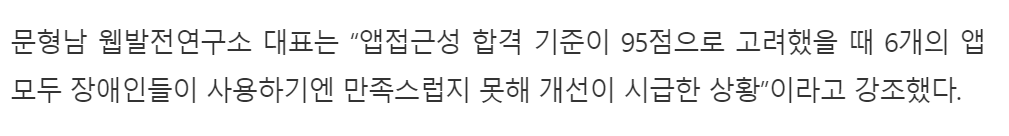 문형남 웹발전연구소 대표는 “앱접근성 합격 기준이 95점으로 고려했을 때 6개의 앱
모두 장애인들이 사용하기엔 만족스럽지 못해 개선이 시급한 상황”이라고 강조했다.